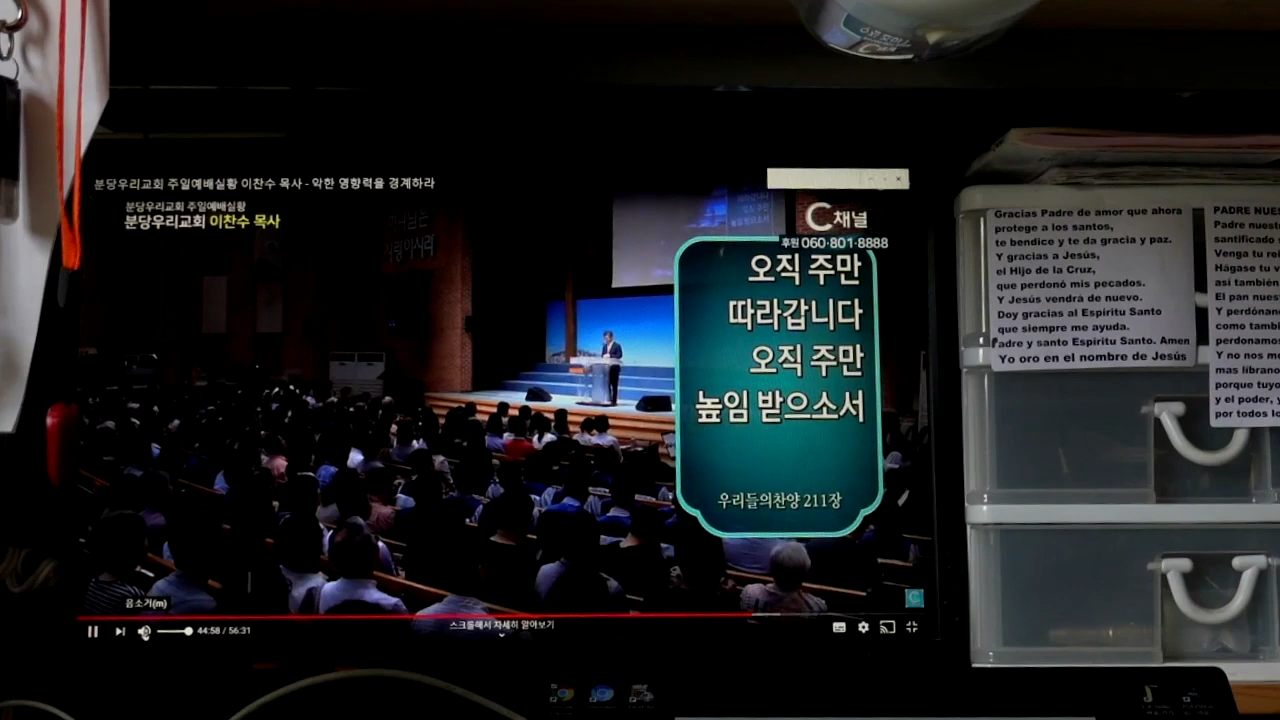 분당우리교회 주일예배실황 이찬수 목사 - 악한 영향력을 경계하라
분당우리교회 주일예배실황
분당우리교회 이찬수 목사
C채널
후원 060·801·8888
오직 주만
따라갑니다
오직 주만
높임 받으소서
우리들의찬양 211장
음소거(m)
44:58 / 56:31
스크롤해서 자세히 알아보기
Gracias Padre de amor que ahora
protege a los santos,
te bendice y te da gracia y paz.
Y gracias a Jesús,
el Hijo de la Cruz,
que perdonó mis pecados.
Y Jesús vendrá de nuevo.
Doy gracias al Espíritu Santo
que siempre me ayuda.
adre y santo Espíritu Santo. Amen
Yo oro en el nombre de Jesús
PADRE NUES
Padre nuest
santificado
Venga tu rei
Hágase tu v
así también
El pan nues
Y perdónan
como tamb
perdonamos
Y no nos m
mas librano
porque tuyo
y el poder, y
por todos lo